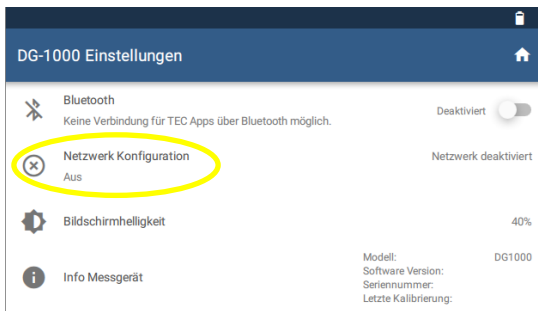 DG-1000 Einstellungen
Bluetooth
Keine Verbindung für TEC Apps über Bluetooth möglich.
Deaktiviert
Netzwerk Konfiguration
Aus
Netzwerk deaktiviert
Bildschirmhelligkeit
40%
Info Messgerät
Modell: DG1000
Software Version:
Seriennummer:
Letzte Kalibrierung: